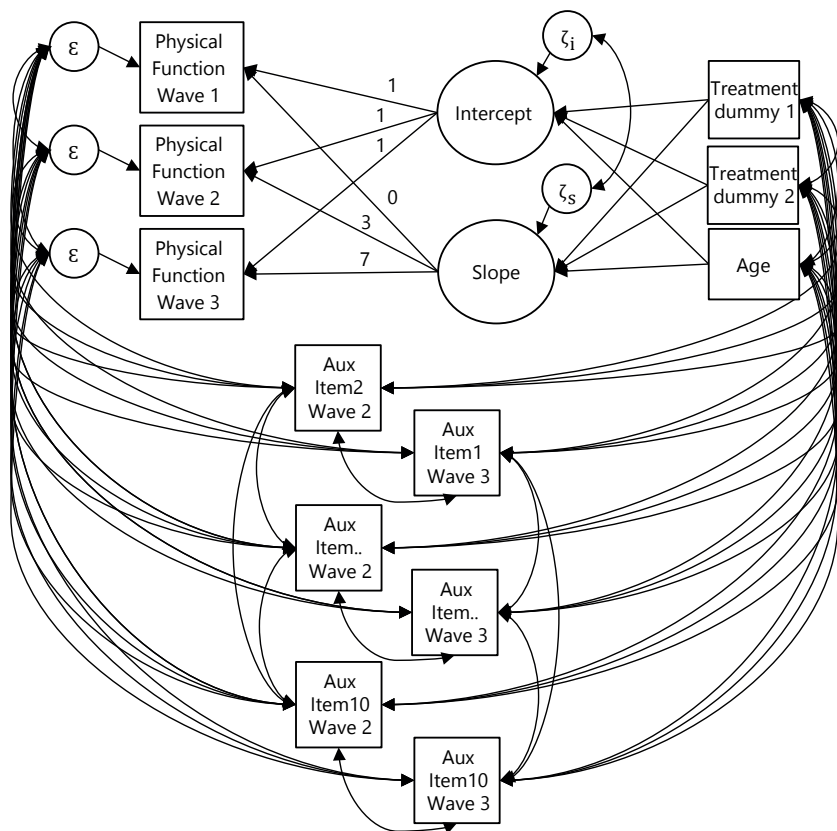 ε
Physical
Function
Wave 1
1
Intercept
ζi
Treatment
dummy 1
ε
Physical
Function
Wave 2
1
1
0
3
ζs
Treatment
dummy 2
ε
Physical
Function
Wave 3
7
Slope
Age
Aux
Item2
Wave 2
Aux
Item1
Wave 3
Aux
Item..
Wave 2
Aux
Item..
Wave 3
Aux
Item10
Wave 2
Aux
Item10
Wave 3